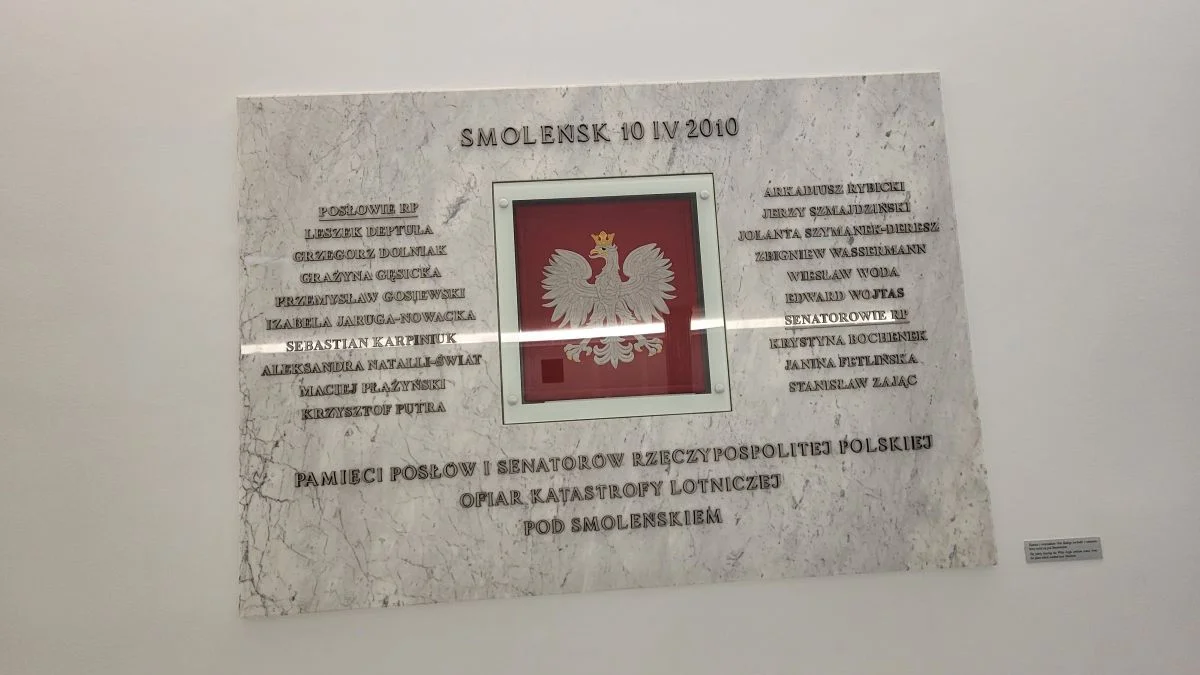 SMOLEŃSK 10 IV 2010
POSŁOWIE RP
LESZEK DEPTUŁA
GRZEGORZ DOLNIAK
GRAŻYNA GĘSICKA
PRZEMYSŁAW GOSIEWSKI
IZABELA JARUGA-NOWACKA
SEBASTIAN KARPINIUK
ALEKSANDRA NATALLI-ŚWIAT
MACIEJ PŁAŻYŃSKI
KRZYSZTOF PUTRA
ARKADIUSZ RYBICKI
JERZY SZMAJDZIŃSKI
JOLANTA SZYMANEK-DERESZ
ZBIGNIEW WASSERMANN
WIESŁAW WODA
EDWARD WOJTAS
SENATOROWIE RP
KRYSTYNA BOCHENEK
JANINA FETLIŃSKA
STANISŁAW ZAJĄC
PAMIĘCI POSŁÓW I SENATORÓW RZECZYPOSPOLITEJ POLSKIEJ
OFIAR KATASTROFY LOTNICZEJ
POD SMOLEŃSKIEM